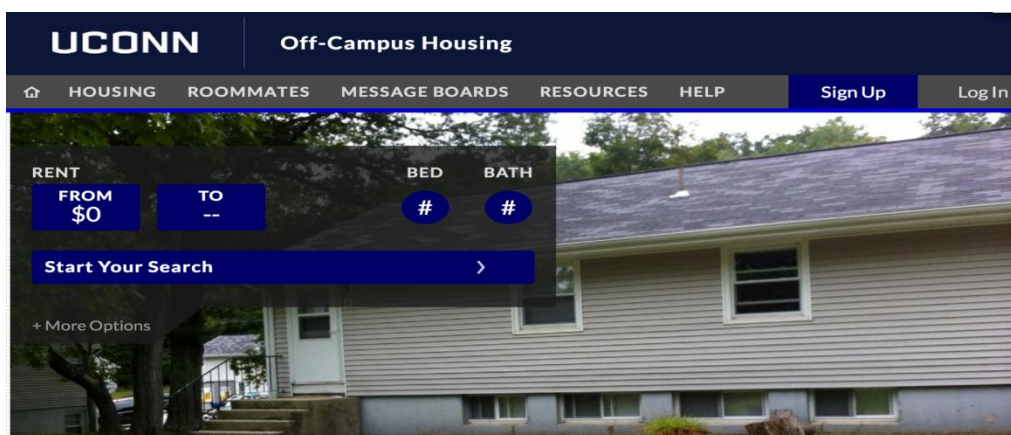 UCONN Off-Campus Housing
HOUSING ROOMMATES MESSAGE BOARDS RESOURCES HELP Sign Up Log In
RENT BED BATH
FROM TO
$0 -- # #
Start Your Search >
+ More Options